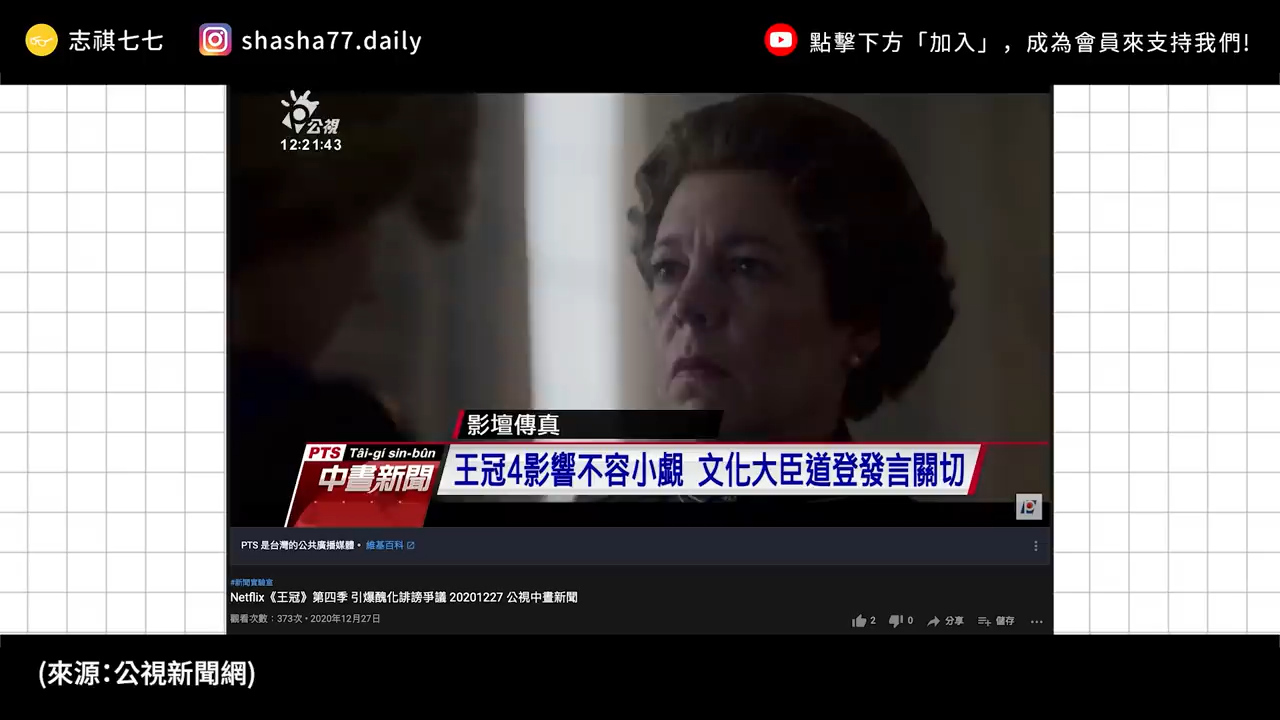 志祺七七
shasha77.daily
點擊下方「加入」,成為會員來支持我們!
公視
12:21:43
影壇傳真
PTS Tâi-gí sin-bûn
中晝新聞
王冠4影響不容小覷 文化大臣道登發言關切
PTS 是台灣的公共廣播媒體・ 維基百科
#新聞實驗室
Netflix《王冠》第四季 引爆醜化誹謗爭議 20201227 公視中晝新聞
觀看次數:373次・2020年12月27日
2
0
分享
儲存
(來源:公視新聞網)